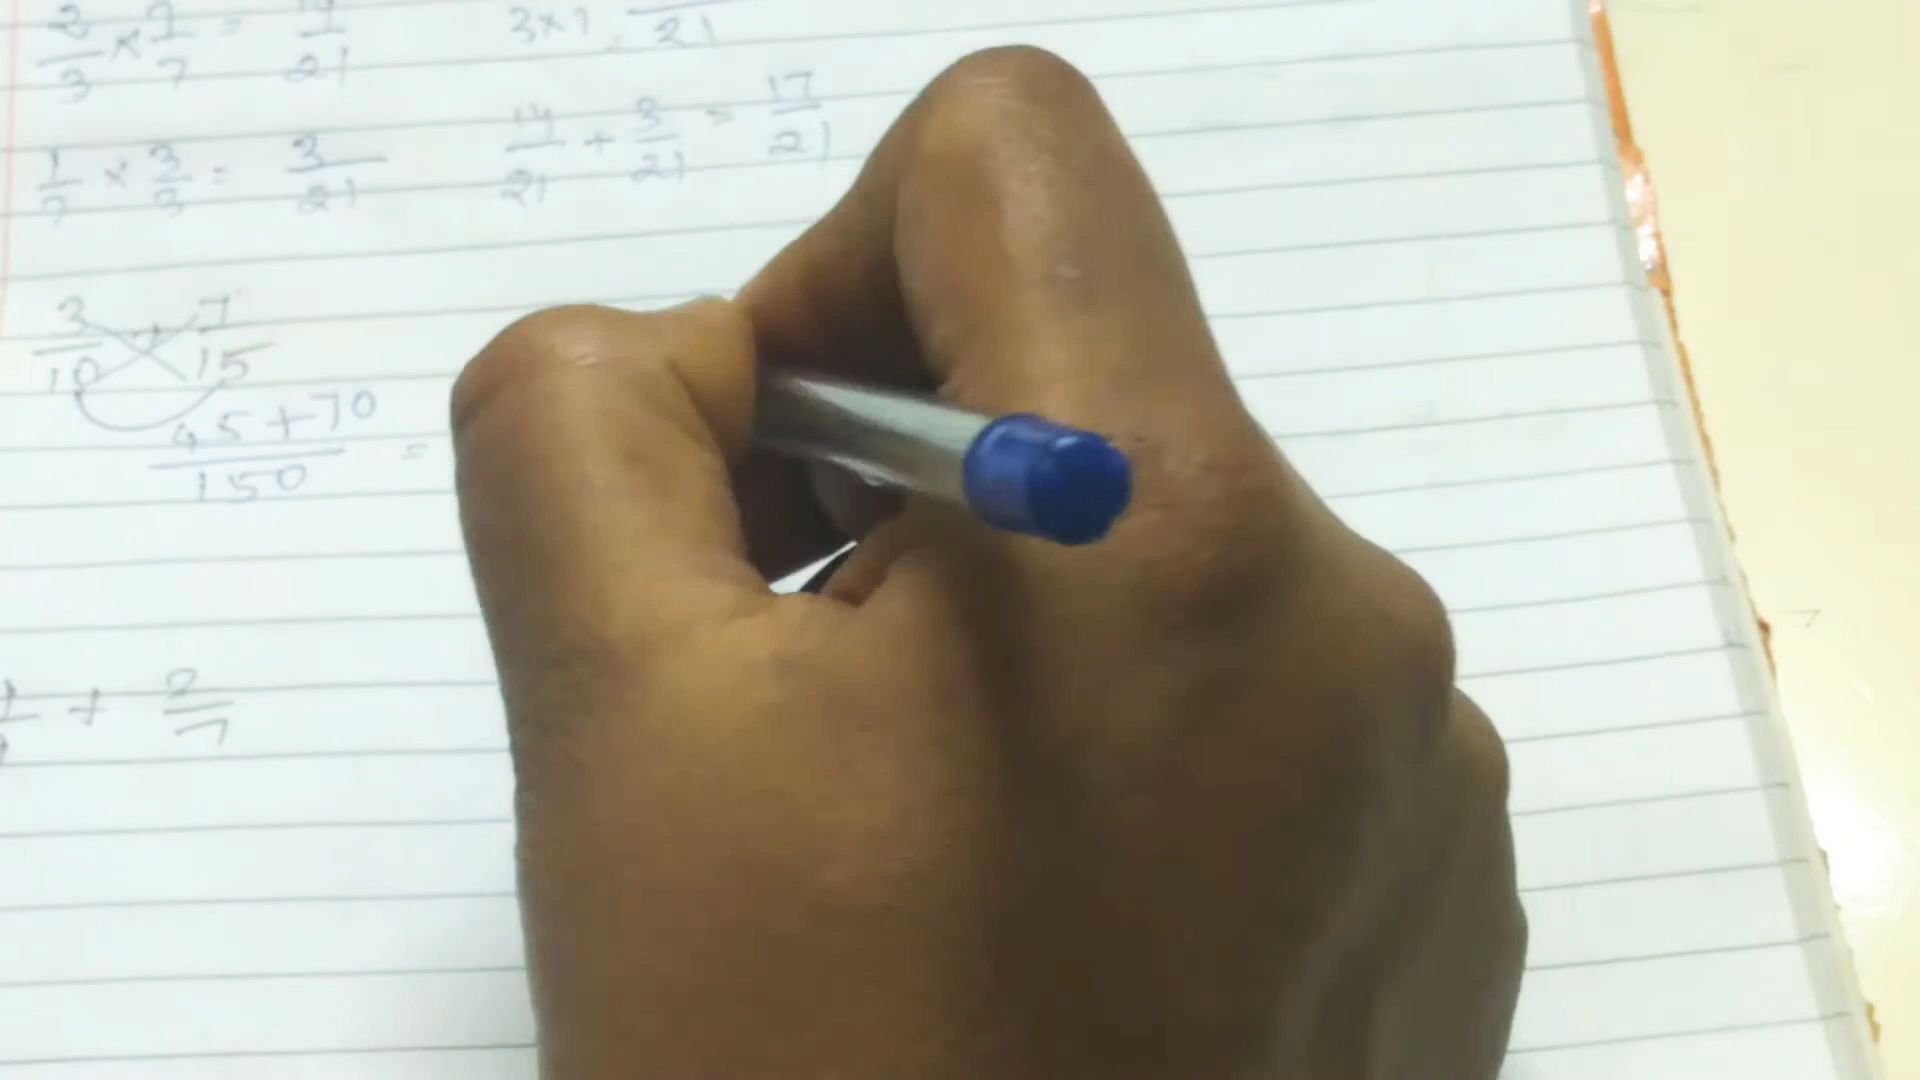 2/3 × 7/7 = 14/21
3×7 21
1/7 × 3/3 = 3/21
14/21 + 3/21 = 17/21
3/10 + 7/15
45+70/150 =
+ 2/7